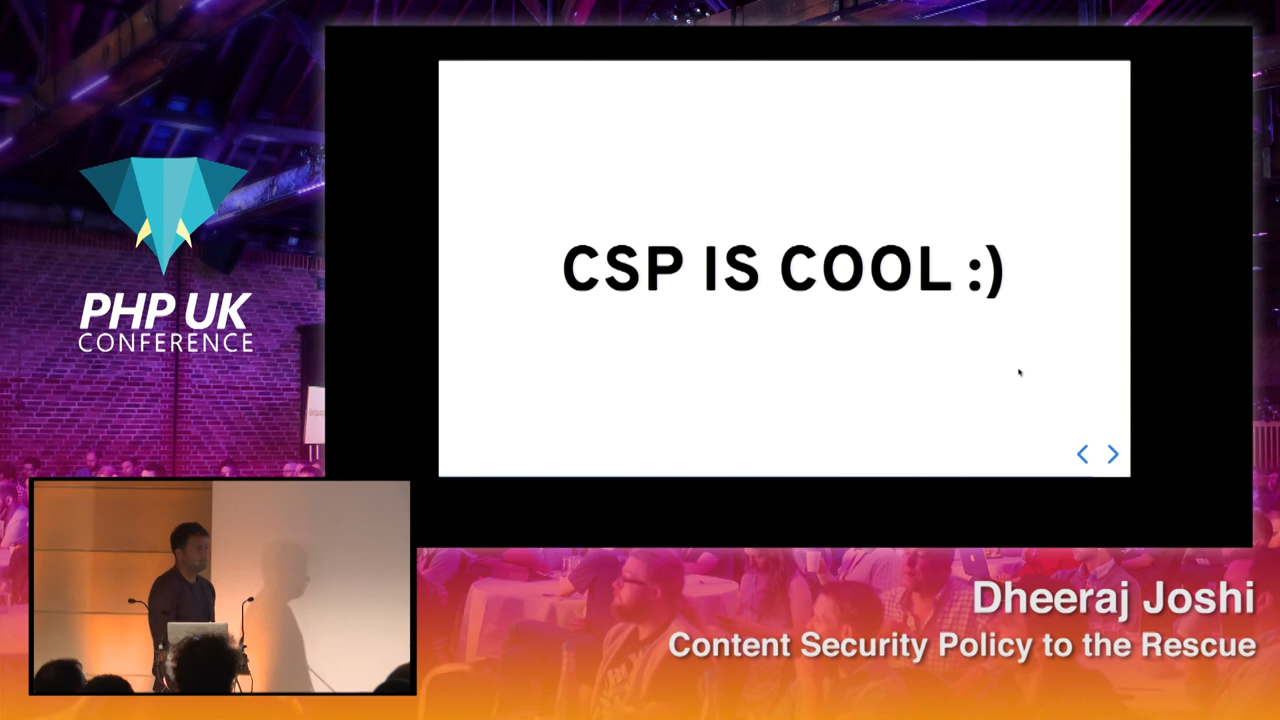 CSP IS COOL :)
PHP UK
CONFERENCE
Dheeraj Joshi
Content Security Policy to the Rescue